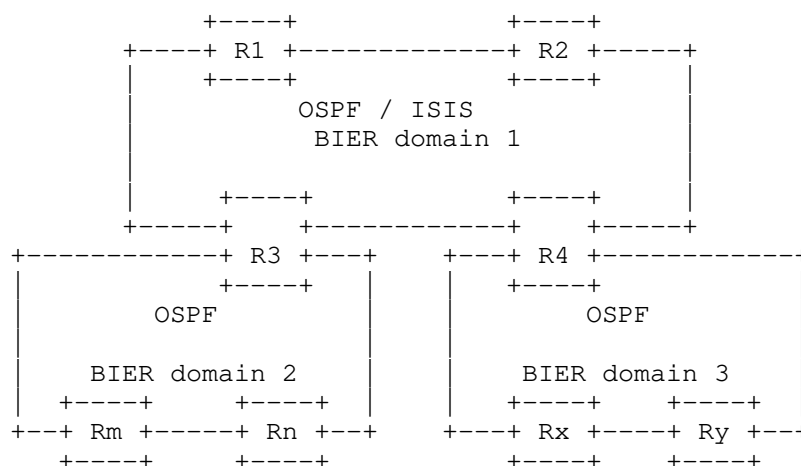 R1 R2
OSPF / ISIS
BIER domain 1
R3 R4
OSPF OSPF
BIER domain 2 BIER domain 3
Rm Rn Rx Ry